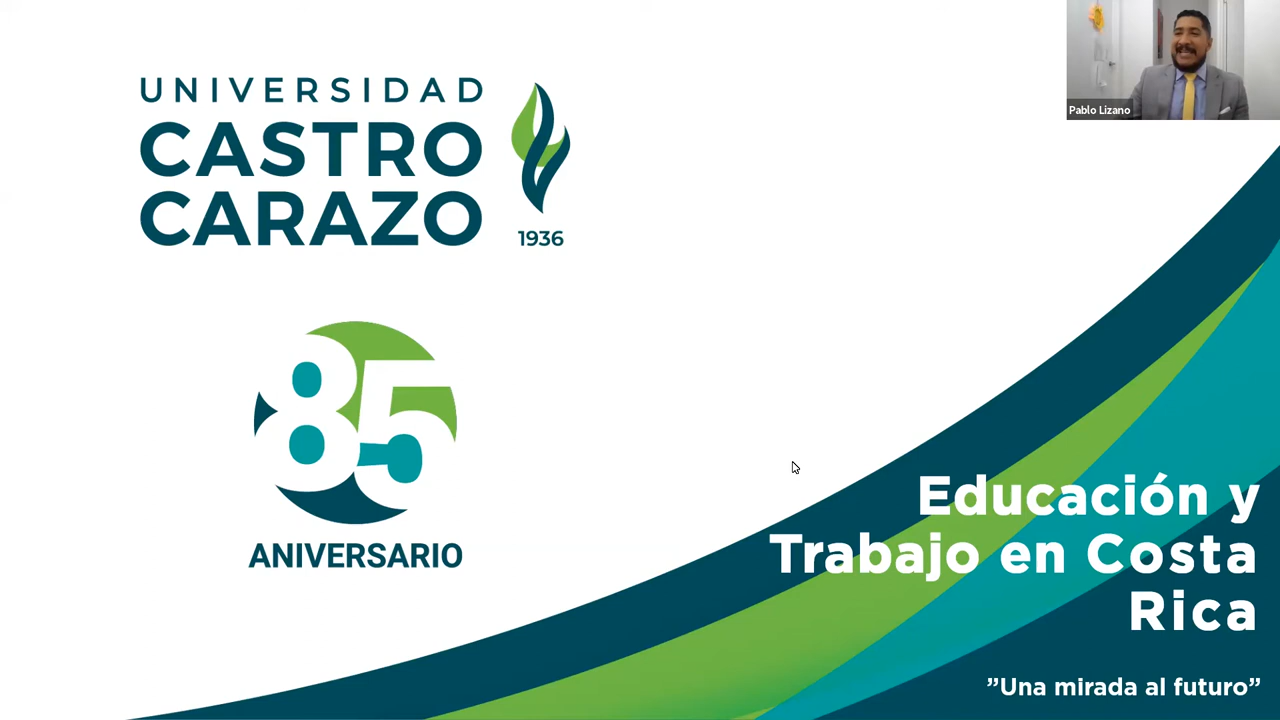 UNIVERSIDAD
CASTRO
CARAZO
1936
85
ANIVERSARIO
Pablo Lizano
Educación y
Trabajo en Costa
Rica
”Una mirada al futuro”